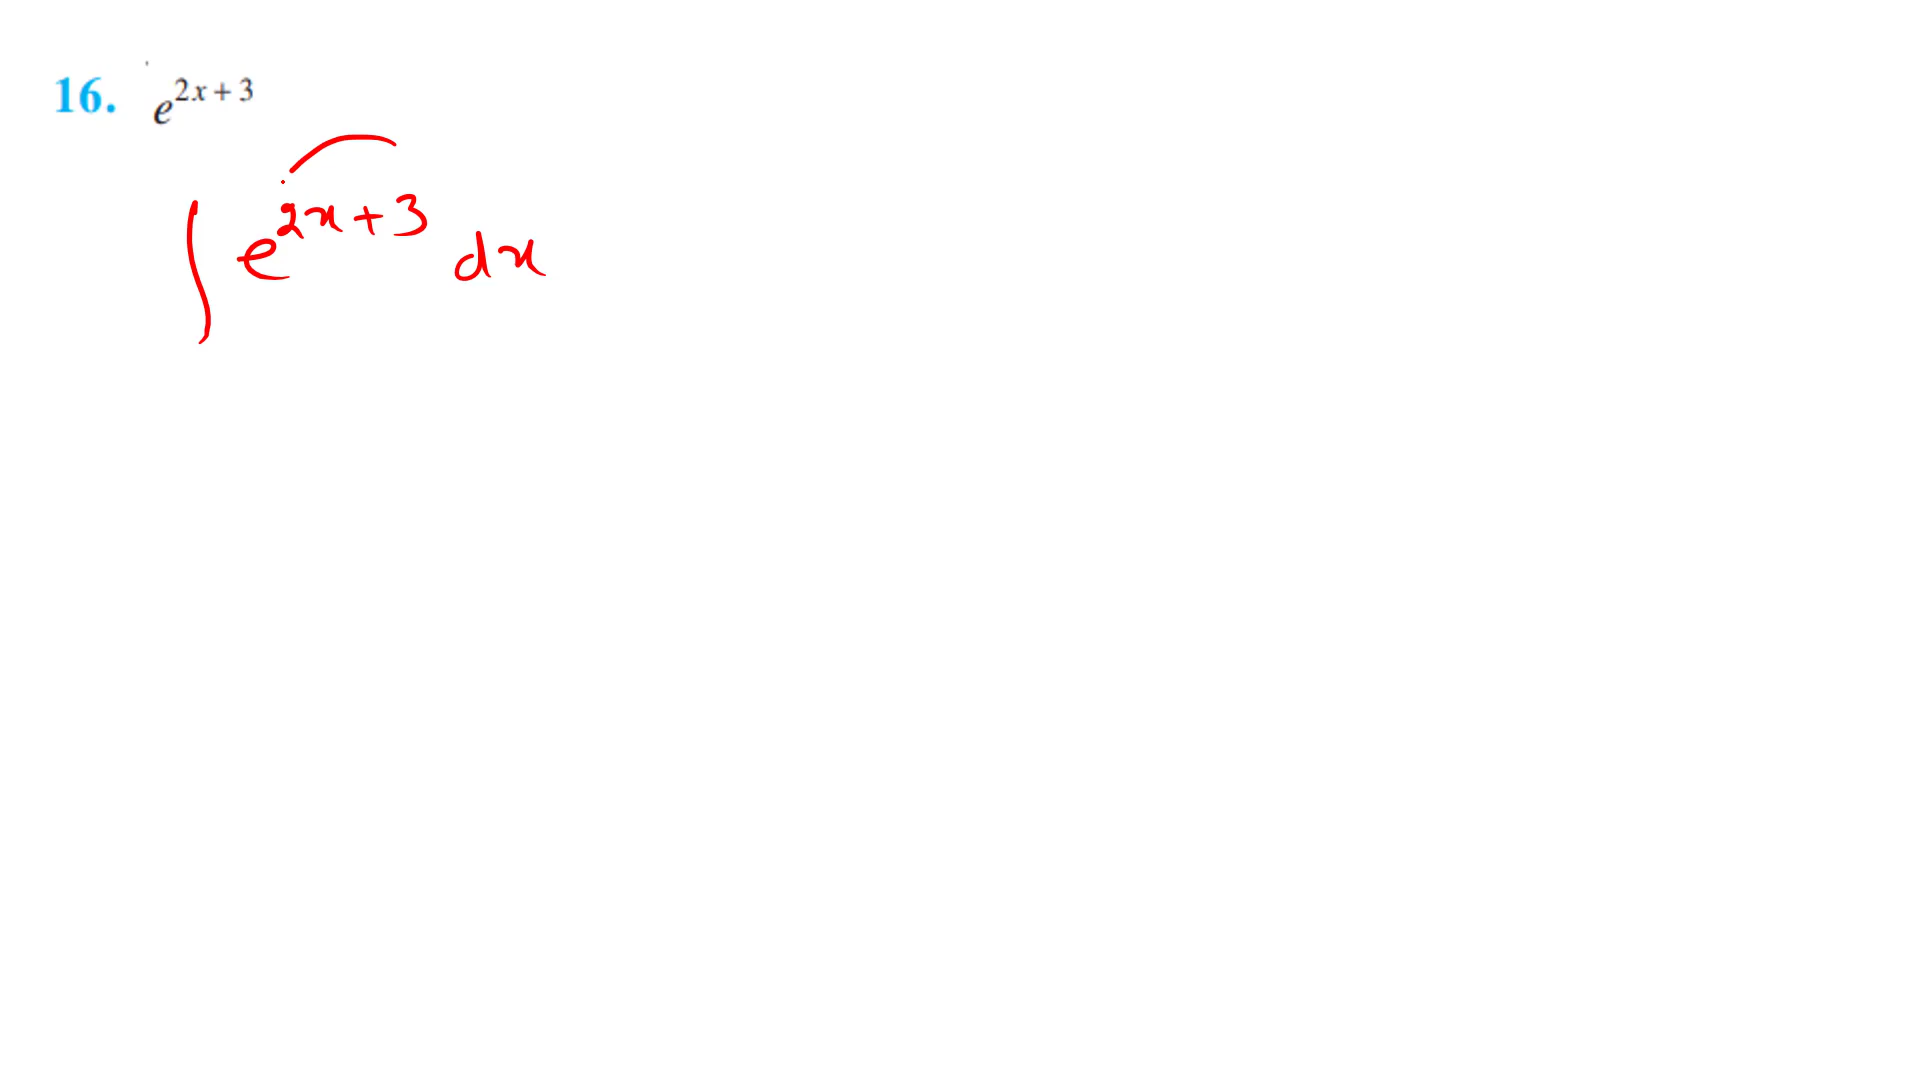 16. e^{2x + 3}
∫ e^{2x+3} dx